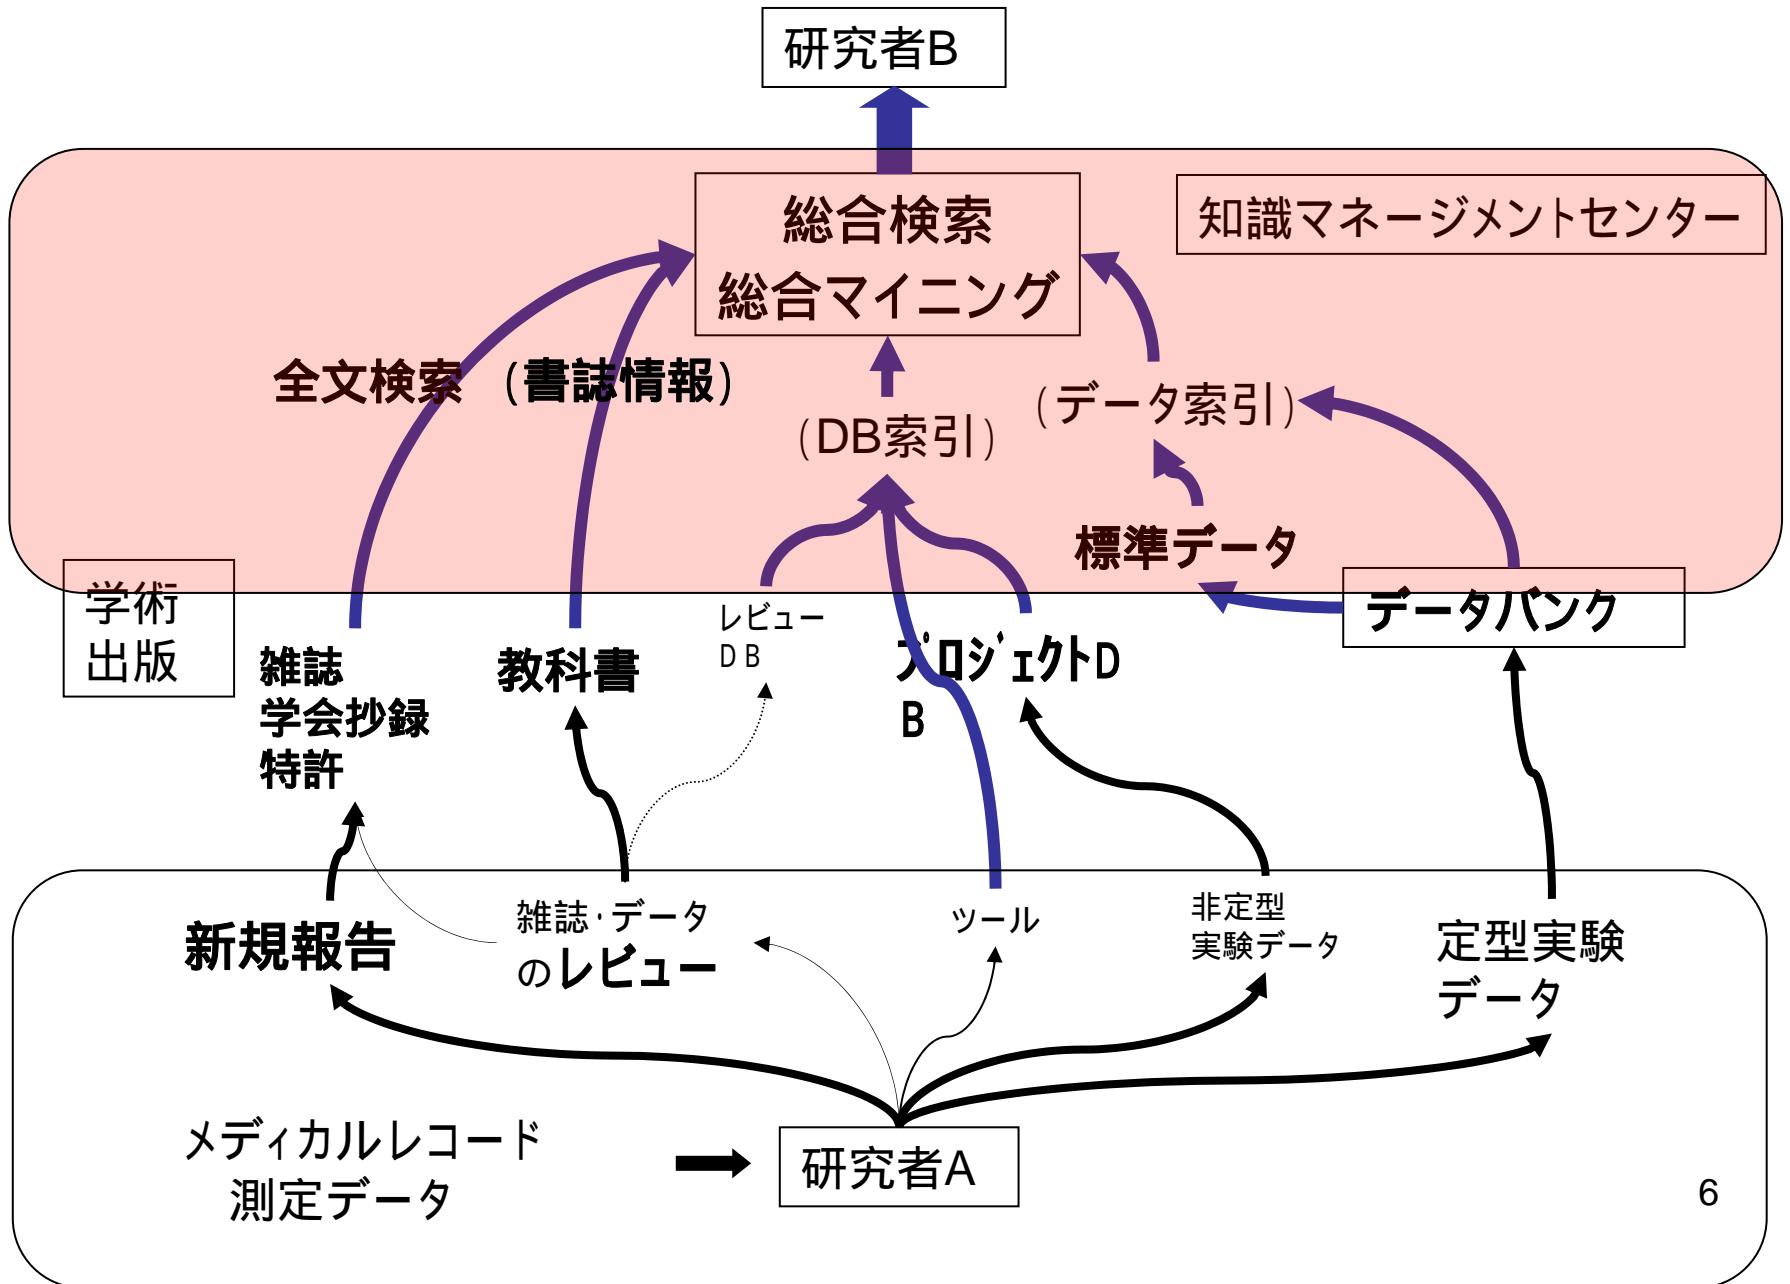 研究者B
総合検索
総合マイニング
知識マネージメントセンター
全文検索 (書誌情報)
(DB索引)
(データ索引)
標準データ
学術
出版
データバンク
レビュー
DB
プロジェクトD
B
雑誌
学会抄録
特許
教科書
新規報告
雑誌・データ
のレビュー
ツール
非定型
実験データ
定型実験
データ
メディカルレコード
測定データ
研究者A
6